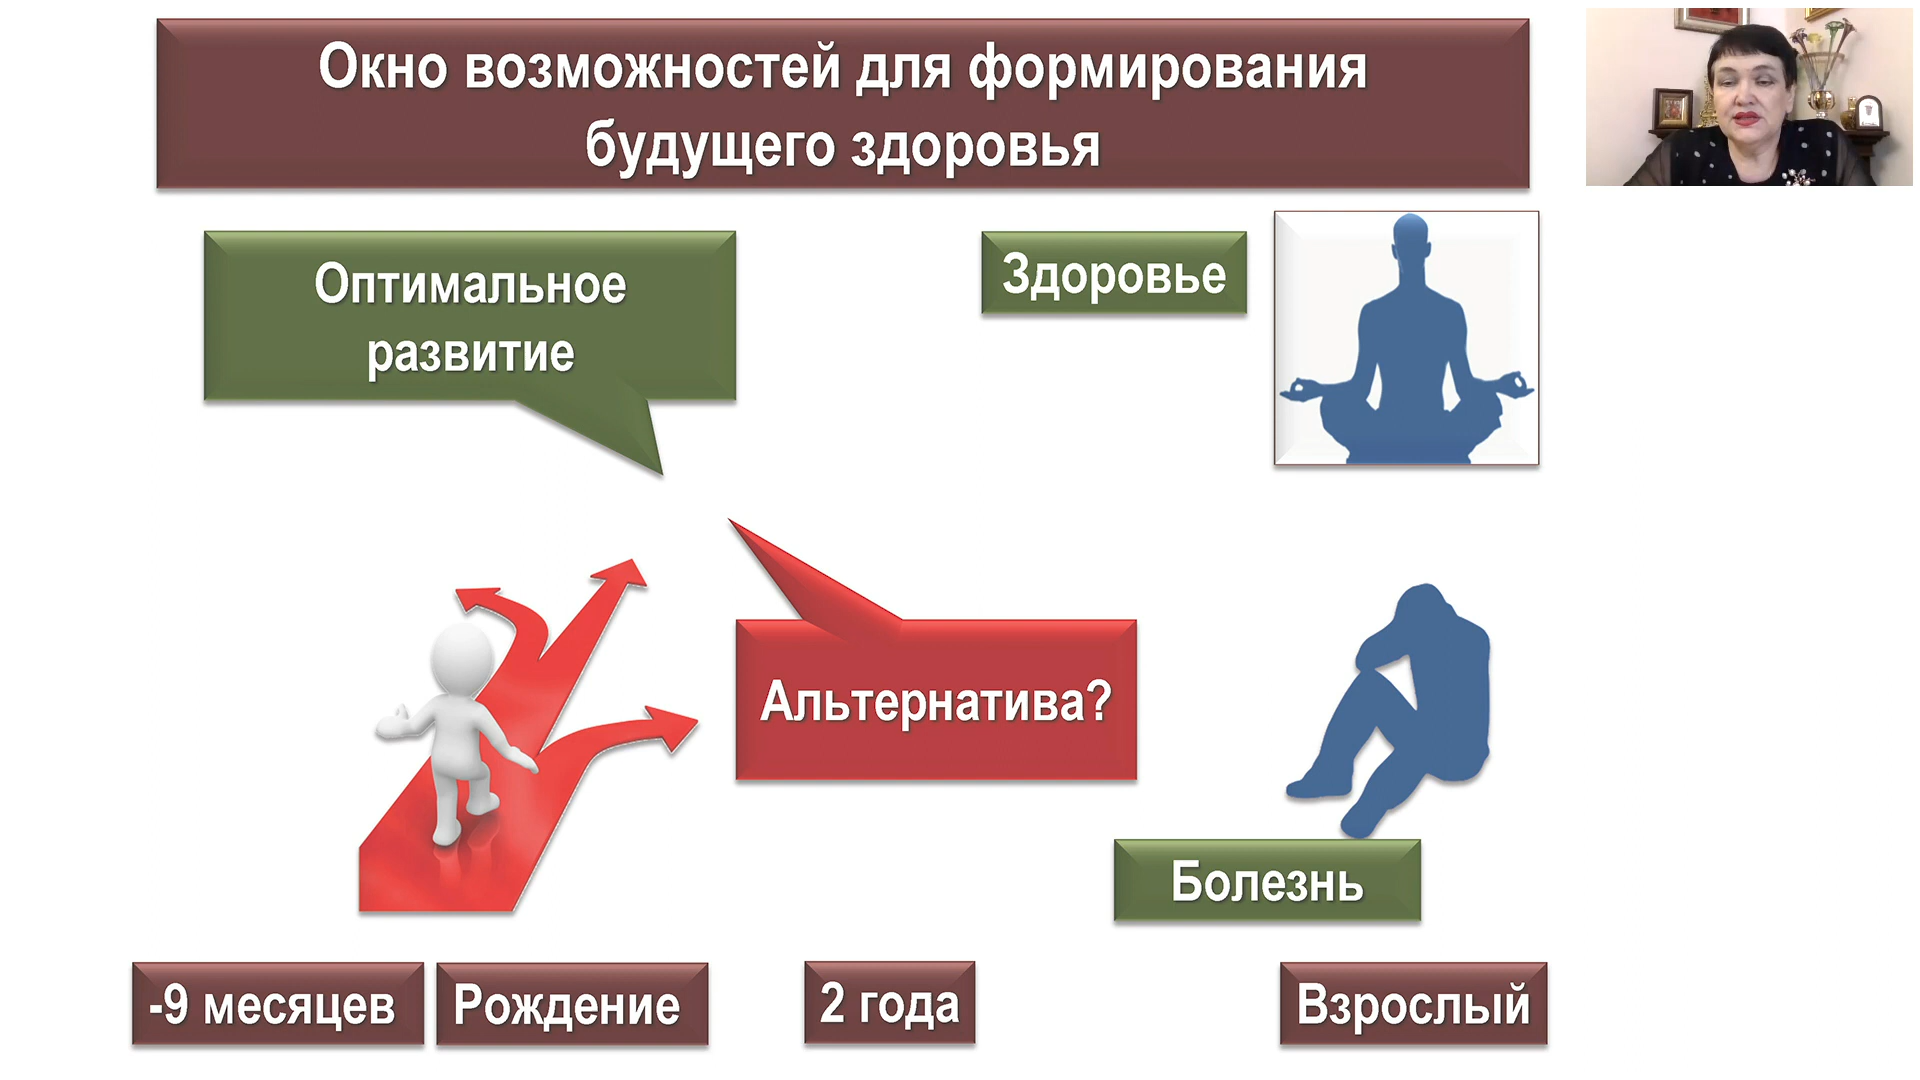 Окно возможностей для формирования
будущего здоровья
Оптимальное
развитие
Здоровье
Альтернатива?
Болезнь
-9 месяцев
Рождение
2 года
Взрослый